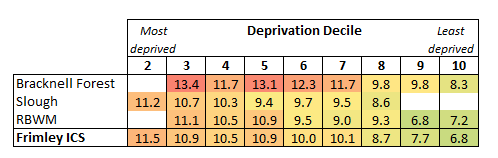 Most deprived Deprivation Decile Least deprived
2 3 4 5 6 7 8 9 10
Bracknell Forest 13.4 11.7 13.1 12.3 11.7 9.8 9.8 8.3
Slough 11.2 10.7 10.3 9.4 9.7 9.5 8.6
RBWM 11.1 10.5 10.9 9.5 9.0 9.3 6.8 7.2
Frimley ICS 11.5 10.9 10.5 10.9 10.0 10.1 8.7 7.7 6.8